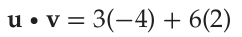 u • v = 3(−4) + 6(2)